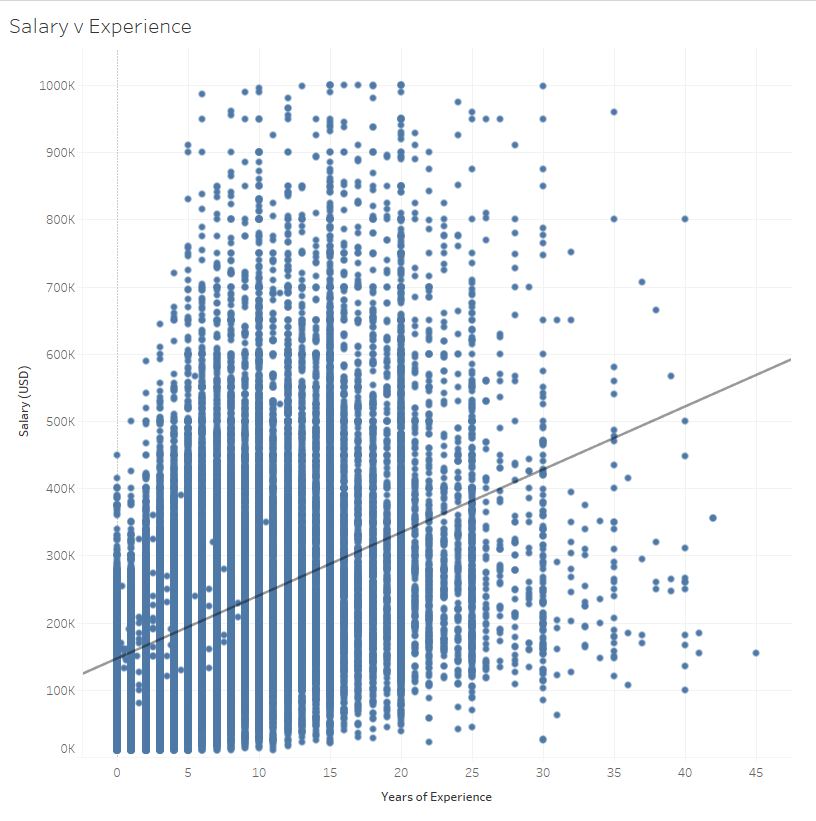 Salary v Experience
1000K
900K
800K
700K
600K
500K
400K
300K
200K
100K
0K
Salary (USD)
0 5 10 15 20 25 30 35 40 45
Years of Experience